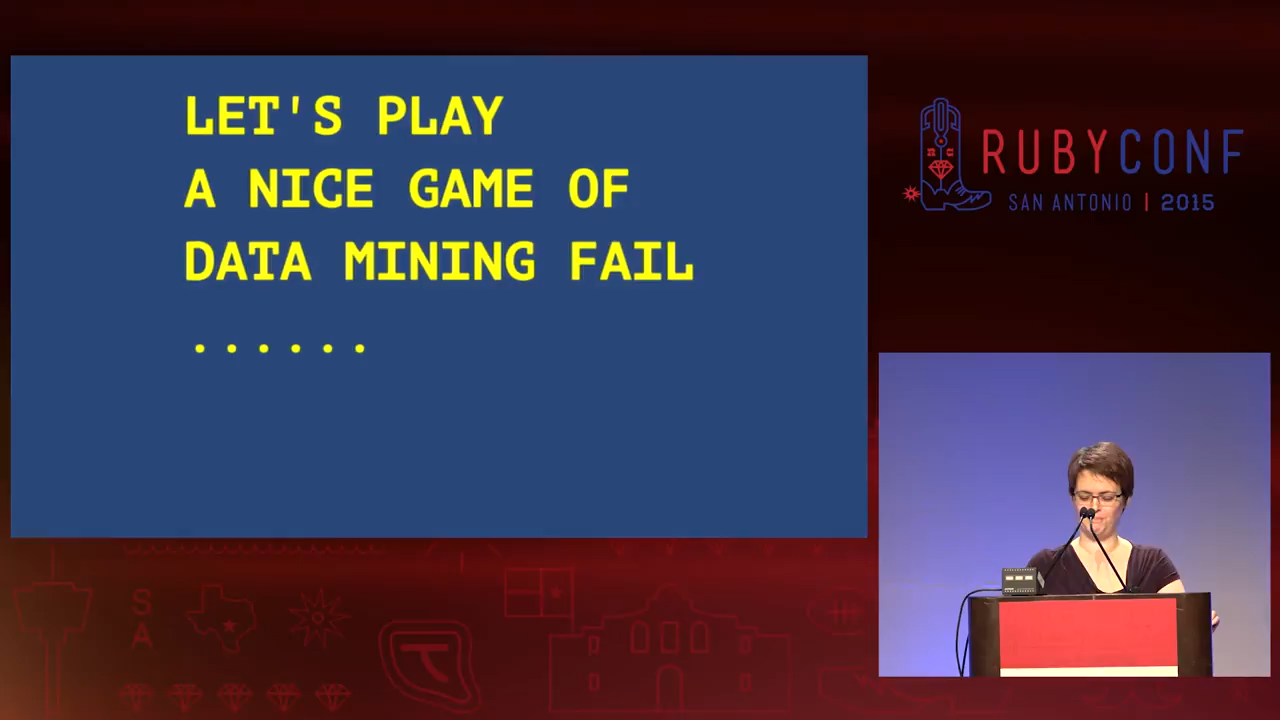 LET'S PLAY
A NICE GAME OF
DATA MINING FAIL
......
RUBYCONF
SAN ANTONIO | 2015
S
A